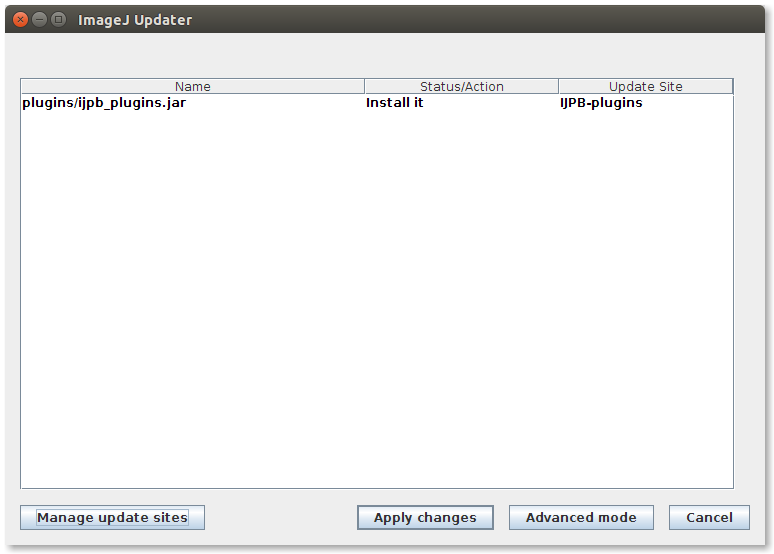 ImageJ Updater
Name Status/Action Update Site
plugins/ijpb_plugins.jar Install it IJPB-plugins
Manage update sites Apply changes Advanced mode Cancel